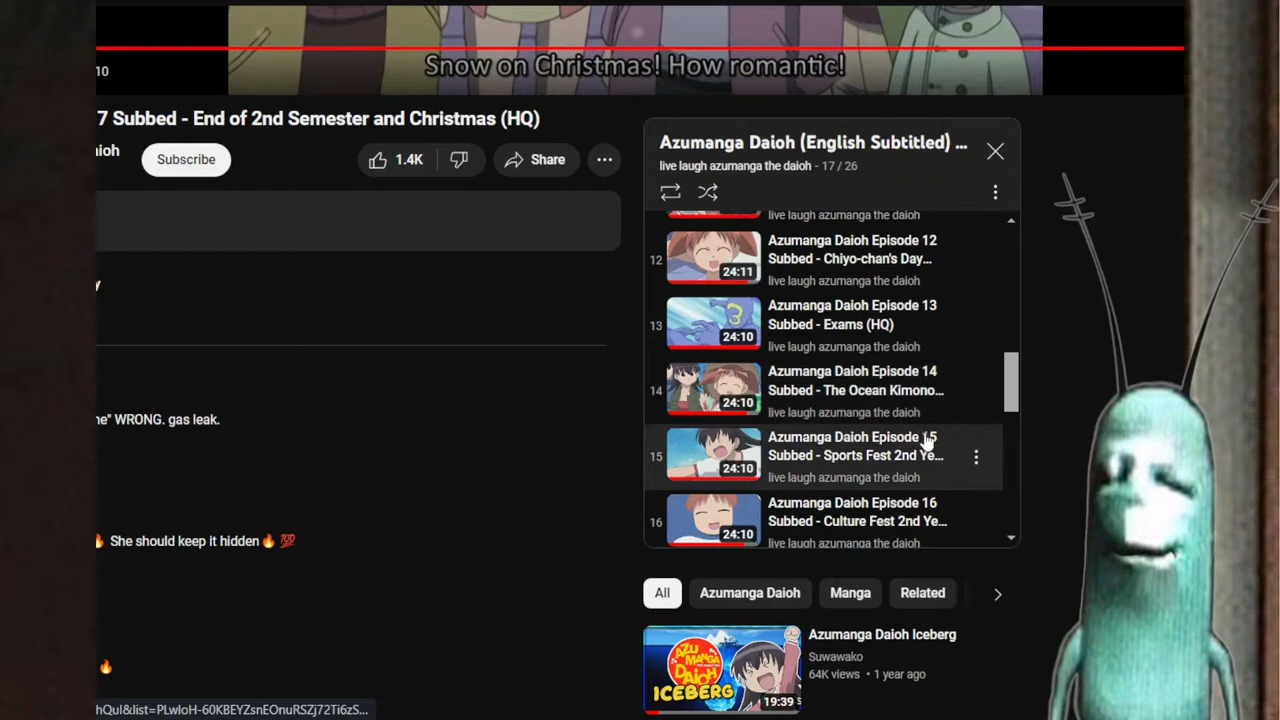 Snow on Christmas! How romantic!
10
7 Subbed - End of 2nd Semester and Christmas (HQ)
aioh
Subscribe
1.4K
Share
y
ne" WRONG. gas leak.
🔥 She should keep it hidden🔥 💯
🔥
hQuI&list=PLwIoH-60KBEYZsnEOnuRSZj72Ti6zS...
Azumanga Daioh (English Subtitled) ...
live laugh azumanga the daioh - 17 / 26
live laugh azumanga the daioh
12
24:11
Azumanga Daioh Episode 12
Subbed - Chiyo-chan's Day...
live laugh azumanga the daioh
13
3
24:10
Azumanga Daioh Episode 13
Subbed - Exams (HQ)
live laugh azumanga the daioh
14
24:10
Azumanga Daioh Episode 14
Subbed - The Ocean Kimono...
live laugh azumanga the daioh
15
24:10
Azumanga Daioh Episode 15
Subbed - Sports Fest 2nd Ye...
live laugh azumanga the daioh
16
24:10
Azumanga Daioh Episode 16
Subbed - Culture Fest 2nd Ye...
live laugh azumanga the daioh
All
Azumanga Daioh
Manga
Related
AZU
MANGA
DAIOH
ICEBERG
19:39
Azumanga Daioh Iceberg
Suwawako
64K views • 1 year ago